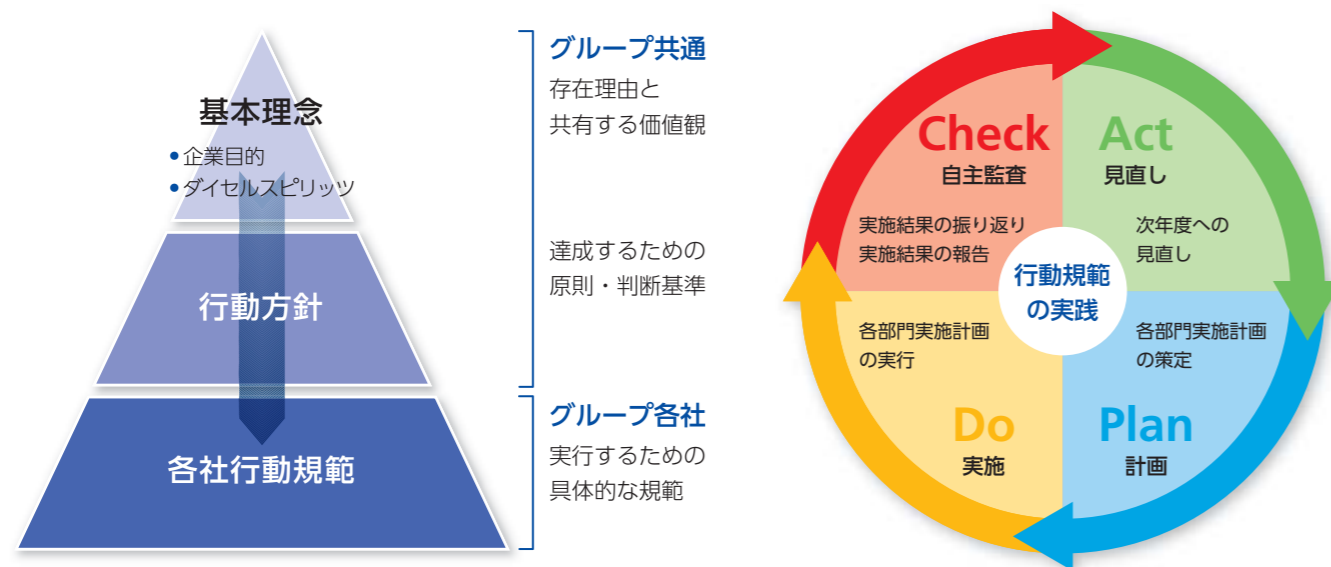 基本理念
•企業目的
•ダイセルスピリッツ
行動方針
各社行動規範
グループ共通
存在理由と
共有する価値観
達成するための
原則・判断基準
グループ各社
実行するための
具体的な規範
Check
自主監査
実施結果の振り返り
実施結果の報告
Act
見直し
次年度への
見直し
行動規範
の実践
各部門実施計画
の実行
Do
実施
各部門実施計画
の策定
Plan
計画